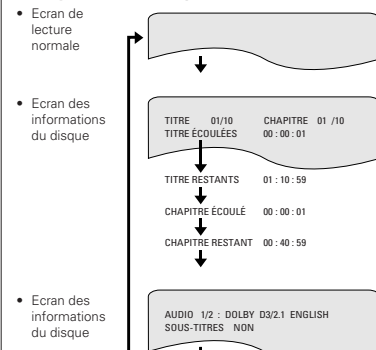 • Ecran de
lecture
normale
• Ecran des
informations
du disque
TITRE 01/10 CHAPITRE 01 /10
TITRE ÉCOULÉES 00 : 00 : 01
TITRE RESTANTS 01 : 10 : 59
CHAPITRE ÉCOULÉ 00 : 00 : 01
CHAPITRE RESTANT 00 : 40 : 59
• Ecran des
informations
du disque
AUDIO 1/2 : DOLBY D3/2.1 ENGLISH
SOUS-TITRES NON